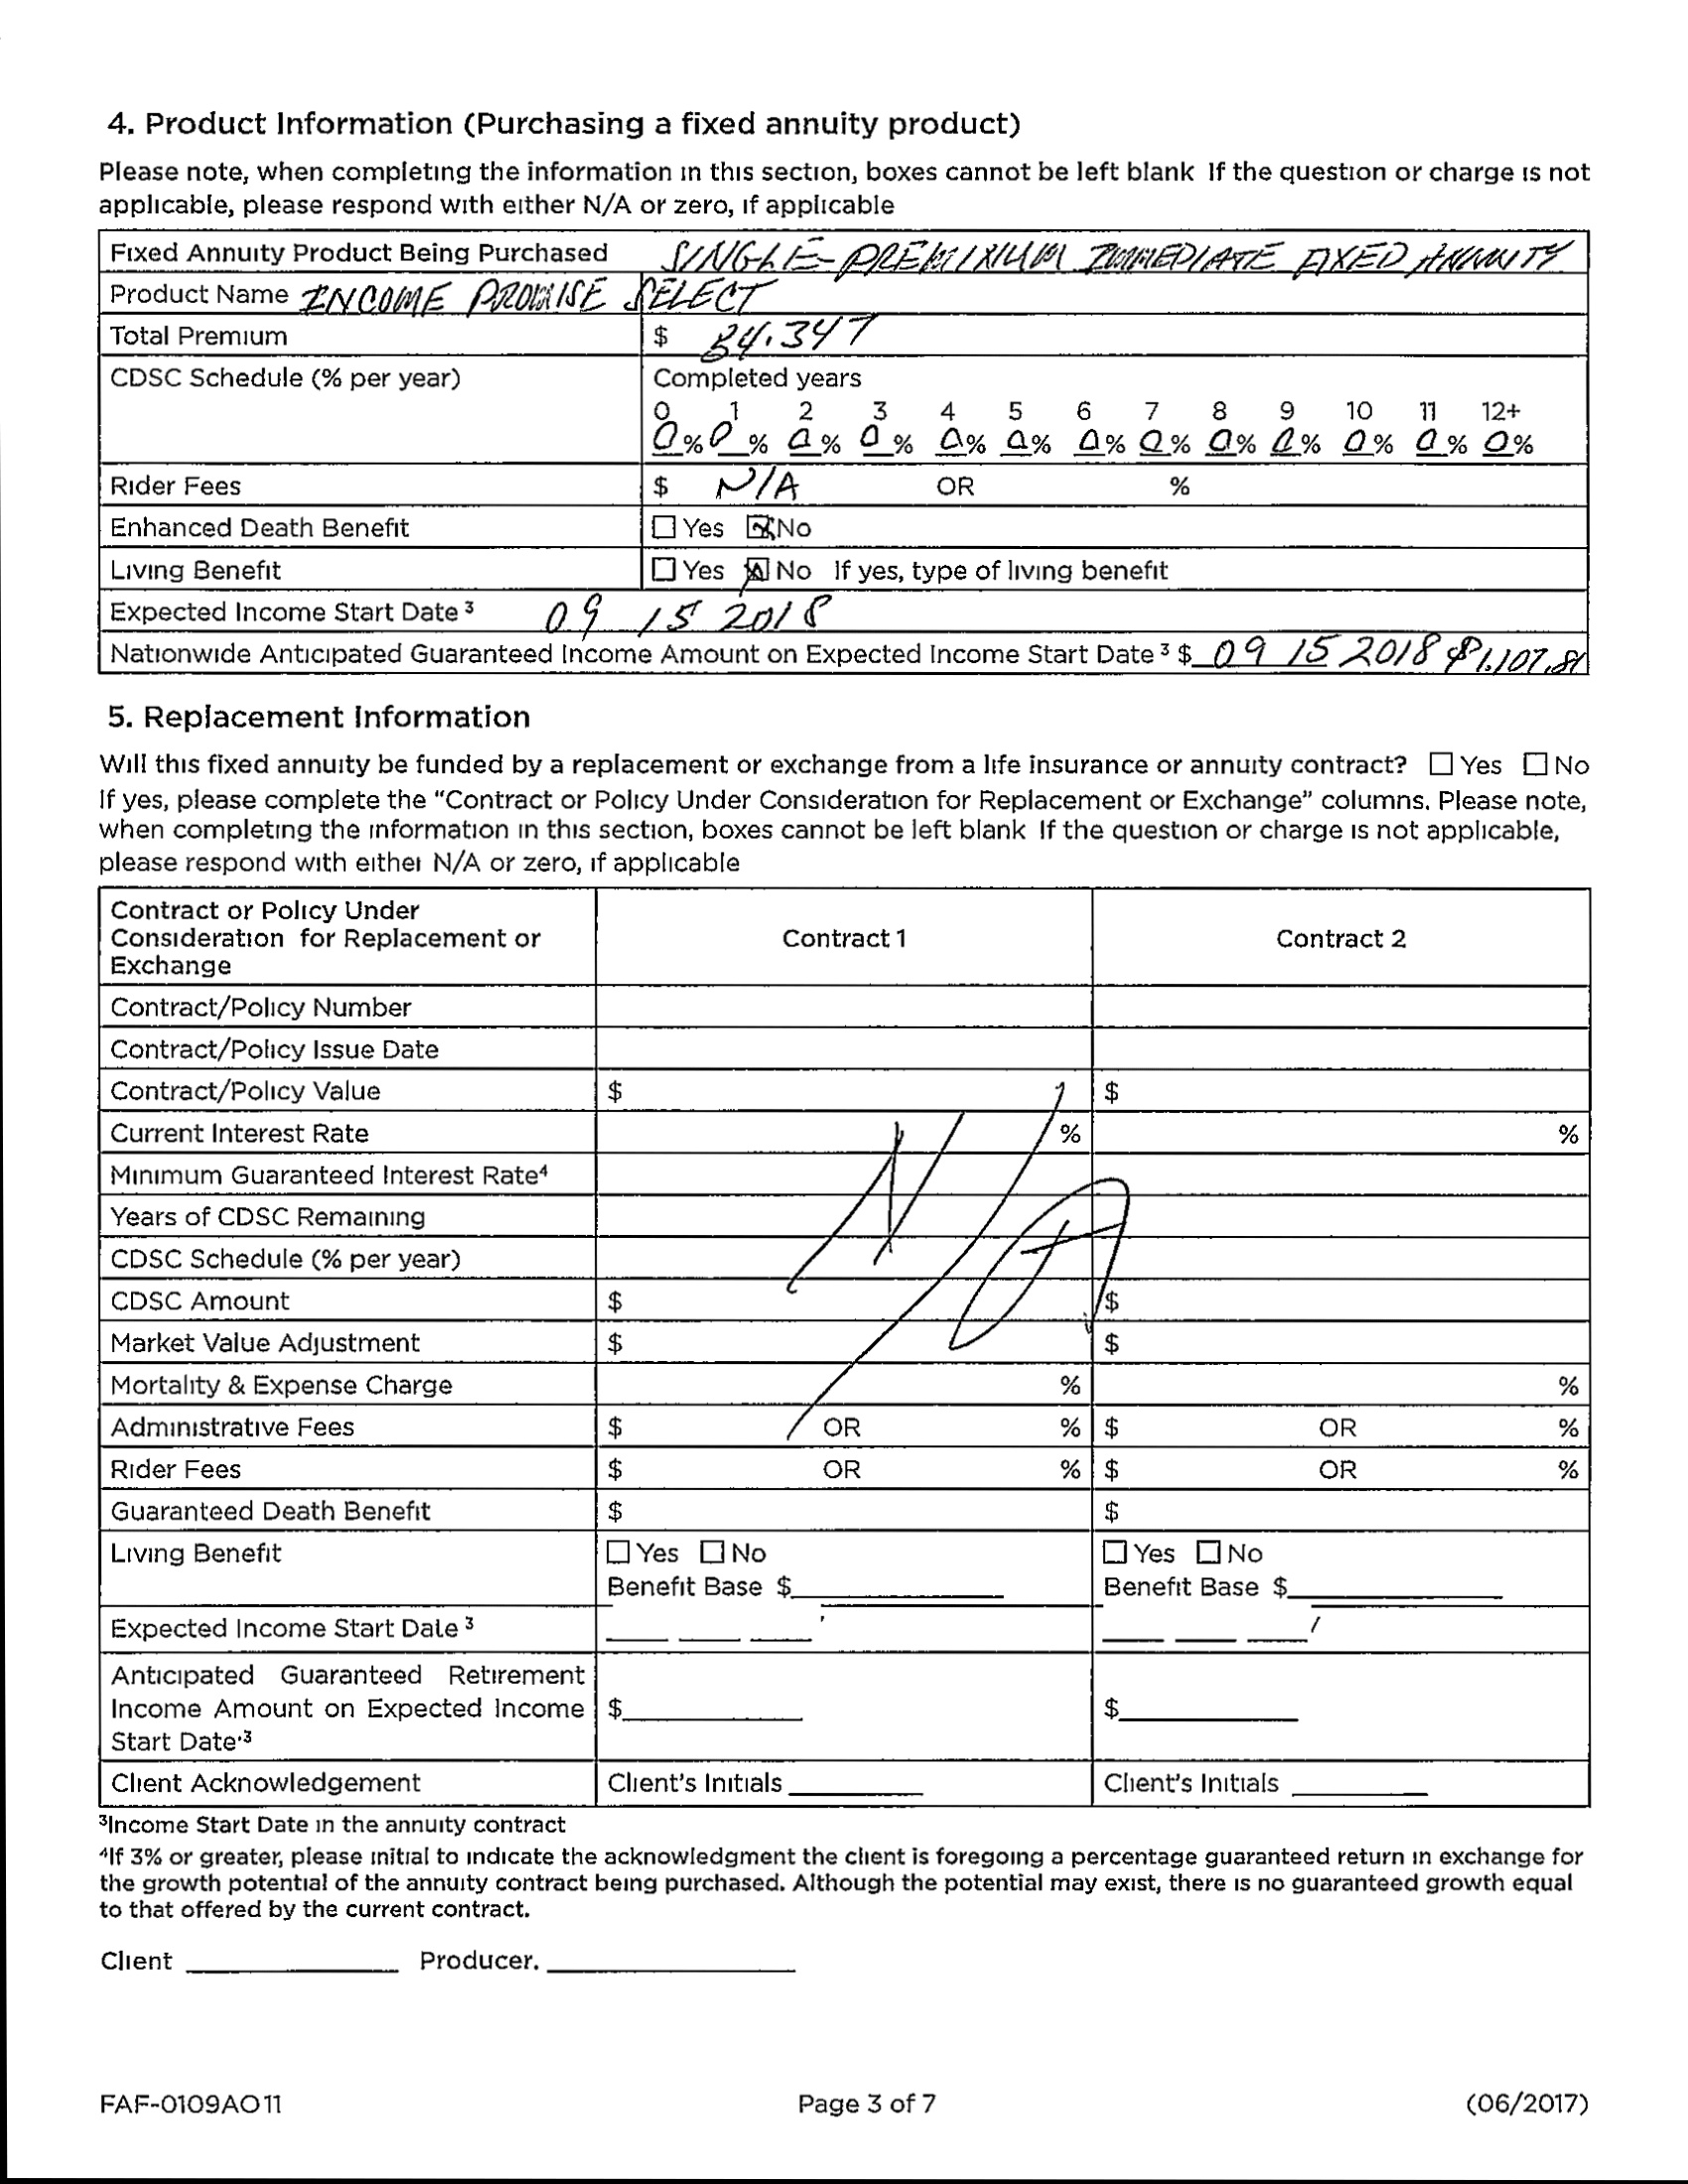 4. Product Information (Purchasing a fixed annuity product)
Please note, when completing the information in this section, boxes cannot be left blank If the question or charge is not
applicable, please respond with either N/A or zero, if applicable
Fixed Annuity Product Being Purchased SINGLE-PREMIXIUM IMMEDIATE FIXED ANNUITY
Product Name INCOME PROMISE SELECT
Total Premium $ 34,347
CDSC Schedule (% per year) Completed years
0 1 2 3 4 5 6 7 8 9 10 11 12+
0% 0% 0% 0% 0% 0% 0% 0% 0% 0% 0% 0% 0%
Rider Fees $ N/A OR %
Enhanced Death Benefit Yes No
Living Benefit Yes No If yes, type of living benefit
Expected Income Start Date 3 09 15 2018
Nationwide Anticipated Guaranteed Income Amount on Expected Income Start Date 3 $ 09 15 2018 $1,107.81
5. Replacement Information
Will this fixed annuity be funded by a replacement or exchange from a life insurance or annuity contract? Yes No
If yes, please complete the "Contract or Policy Under Consideration for Replacement or Exchange" columns. Please note,
when completing the information in this section, boxes cannot be left blank If the question or charge is not applicable,
please respond with either N/A or zero, if applicable
Contract or Policy Under
Consideration for Replacement or
Exchange
Contract 1 Contract 2
Contract/Policy Number
Contract/Policy Issue Date
Contract/Policy Value $ $
Current Interest Rate % %
Minimum Guaranteed Interest Rate4
N/A
Years of CDSC Remaining
CDSC Schedule (% per year)
CDSC Amount $ $
Market Value Adjustment $ $
Mortality & Expense Charge % %
Administrative Fees $ OR % $ OR %
Rider Fees $ OR % $ OR %
Guaranteed Death Benefit $ $
Living Benefit Yes No Yes No
Benefit Base $ Benefit Base $
Expected Income Start Date 3
Anticipated Guaranteed Retirement
Income Amount on Expected Income $ $
Start Date·3
Client Acknowledgement Client's Initials Client's Initials
3Income Start Date in the annuity contract
4If 3% or greater, please initial to indicate the acknowledgment the client is foregoing a percentage guaranteed return in exchange for
the growth potential of the annuity contract being purchased. Although the potential may exist, there is no guaranteed growth equal
to that offered by the current contract.
Client Producer.
FAF-0109AO 11 Page 3 of 7 (06/2017)